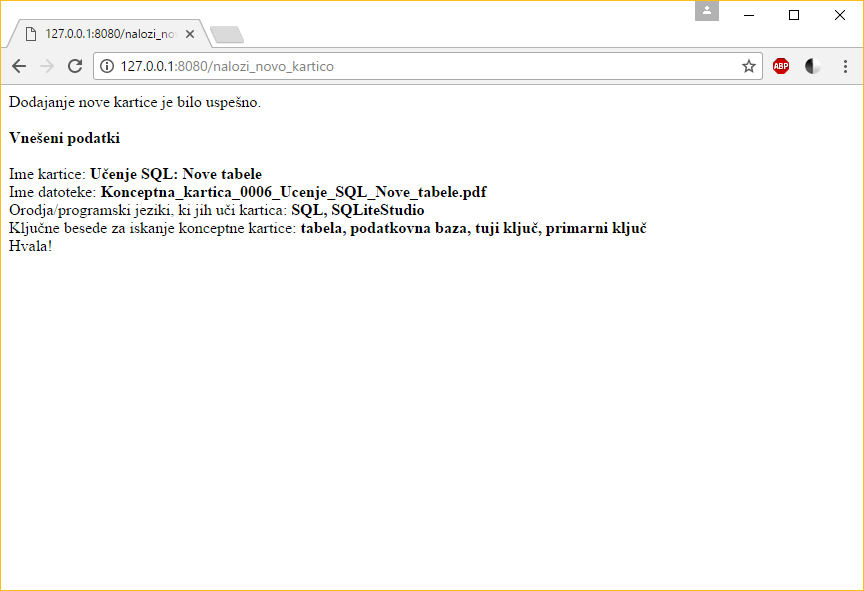 127.0.0.1:8080/nalozi_no
127.0.0.1:8080/nalozi_novo_kartico
ABP
Dodajanje nove kartice je bilo uspešno.
Vnešeni podatki
Ime kartice: Učenje SQL: Nove tabele
Ime datoteke: Konceptna_kartica_0006_Ucenje_SQL_Nove_tabele.pdf
Orodja/programski jeziki, ki jih uči kartica: SQL, SQLiteStudio
Ključne besede za iskanje konceptne kartice: tabela, podatkovna baza, tuji ključ, primarni ključ
Hvala!